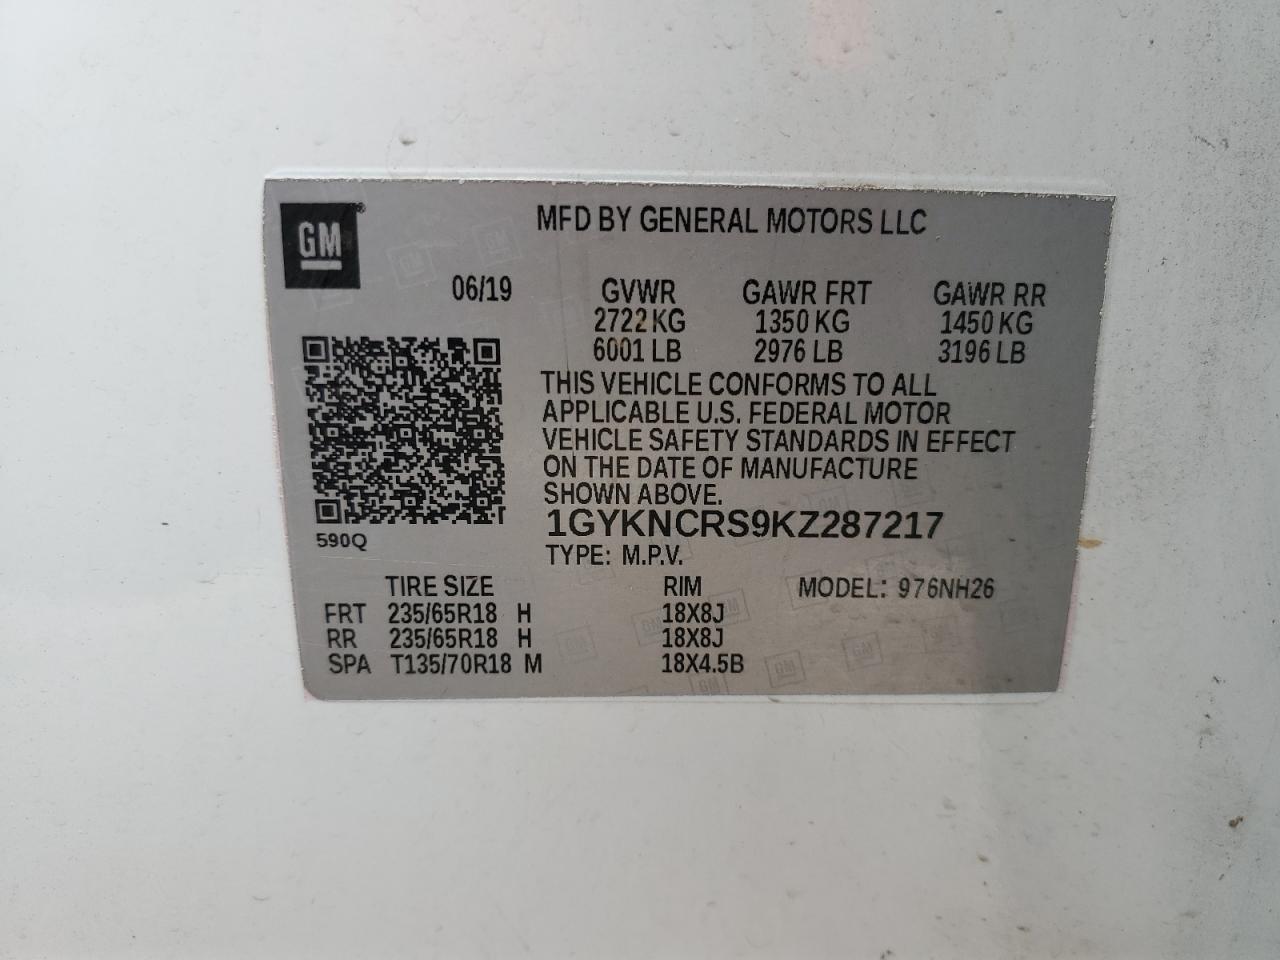 GM
MFD BY GENERAL MOTORS LLC
06/19 GVWR GAWR FRT GAWR RR
2722 KG 1350 KG 1450 KG
6001 LB 2976 LB 3196 LB
THIS VEHICLE CONFORMS TO ALL
APPLICABLE U.S. FEDERAL MOTOR
VEHICLE SAFETY STANDARDS IN EFFECT
ON THE DATE OF MANUFACTURE
SHOWN ABOVE.
1GYKNCRS9KZ287217
590Q
TYPE: M.P.V.
TIRE SIZE RIM MODEL: 976NH26
FRT 235/65R18 H 18X8J
RR 235/65R18 H 18X8J
SPA T135/70R18 M 18X4.5B